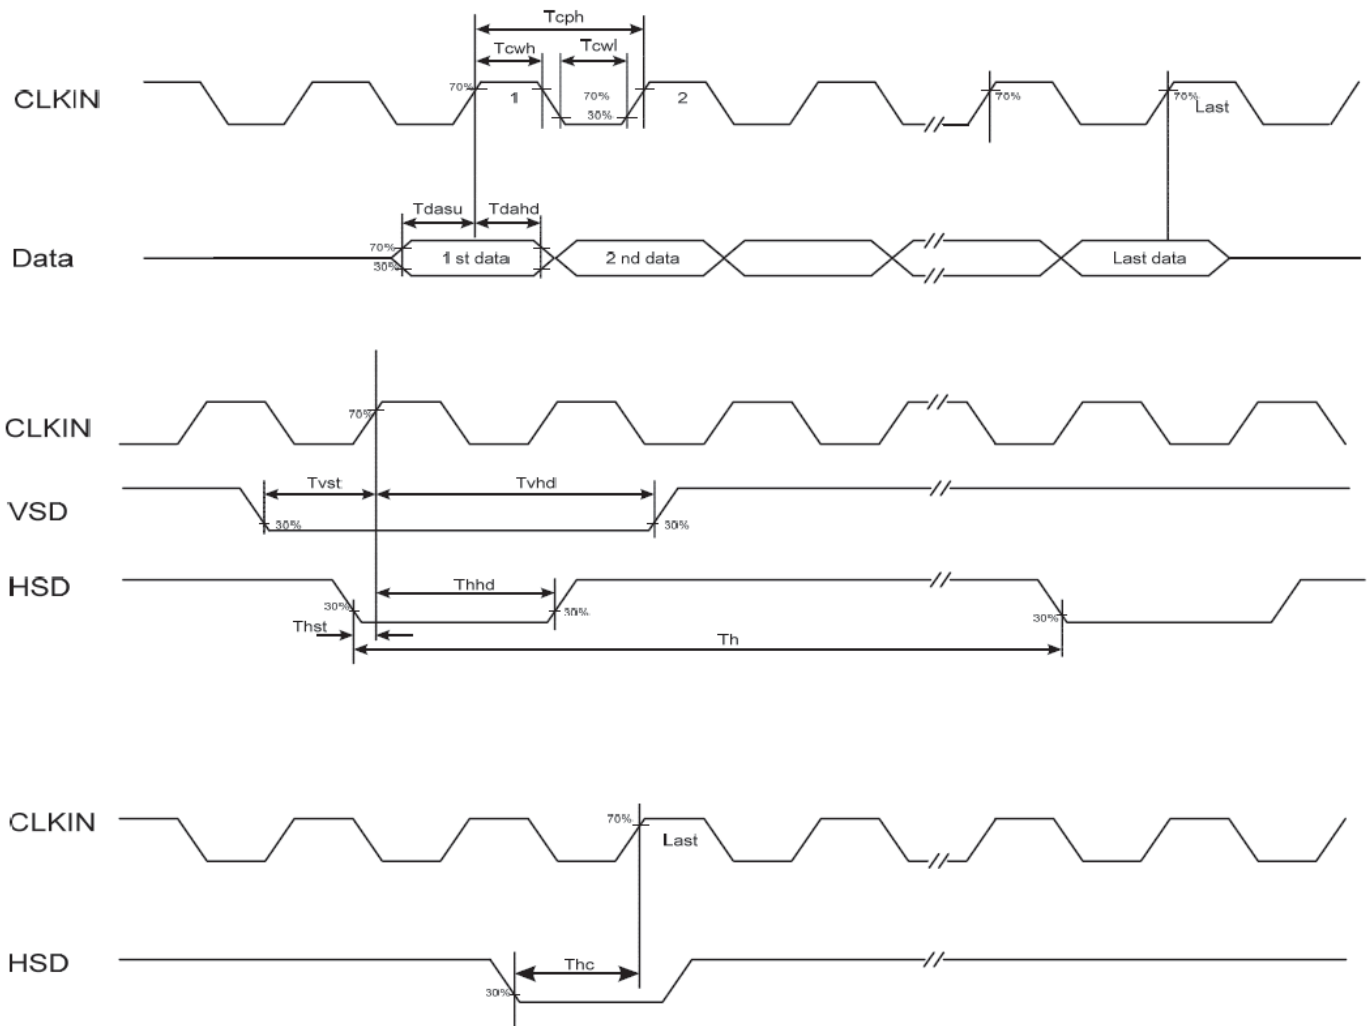 Tcph
Tcwh Tcwl
CLKIN 70% 1 70% 30% 2 70% 70% Last
Tdasu Tdahd
Data 70% 30% 1 st data 2 nd data Last data
CLKIN 70%
Tvst Tvhd
VSD 30% 30%
HSD Thhd
30% 30% 30%
Thst
Th
CLKIN 70% Last
HSD Thc
30%